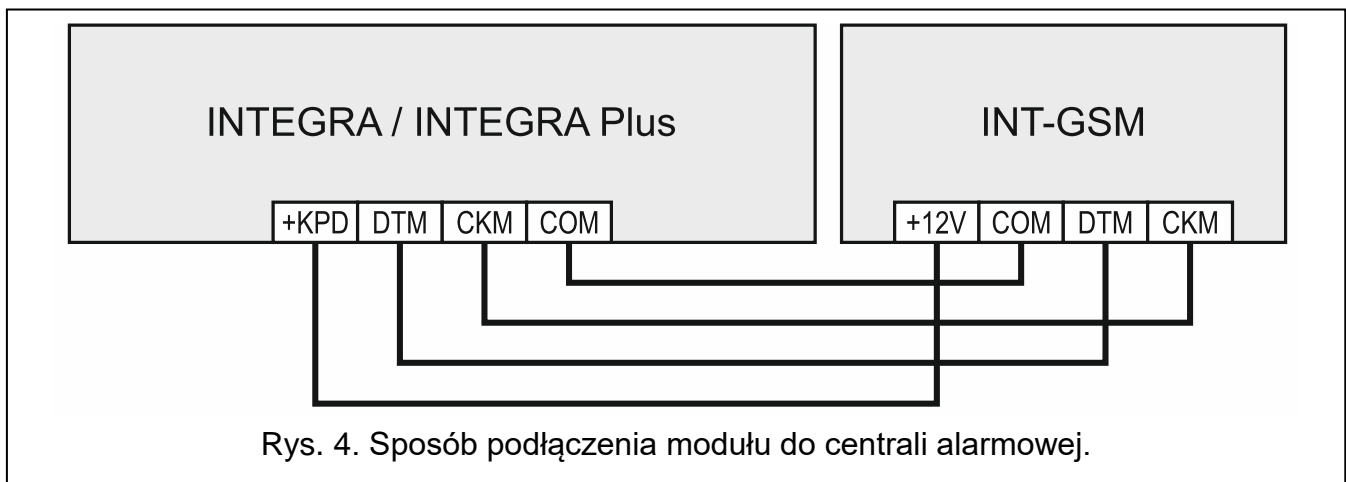 INTEGRA / INTEGRA Plus
INT-GSM
+KPD DTM CKM COM
+12V COM DTM CKM
Rys. 4. Sposób podłączenia modułu do centrali alarmowej.